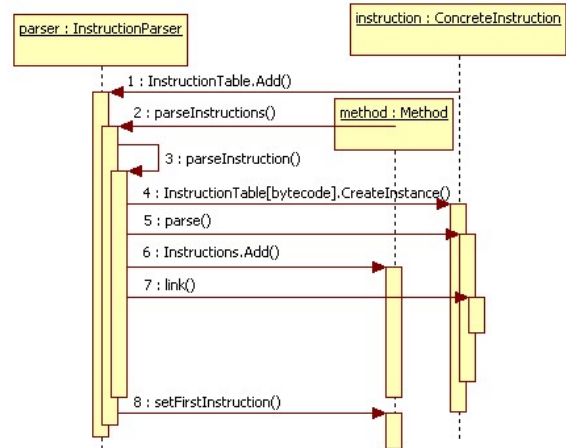 parser : InstructionParser
instruction : ConcreteInstruction
1 : InstructionTable.Add()
2 : parseInstructions()
method : Method
3 : parseInstruction()
4 : InstructionTable[bytecode].CreateInstance()
5 : parse()
6 : Instructions.Add()
7 : link()
8 : setFirstInstruction()